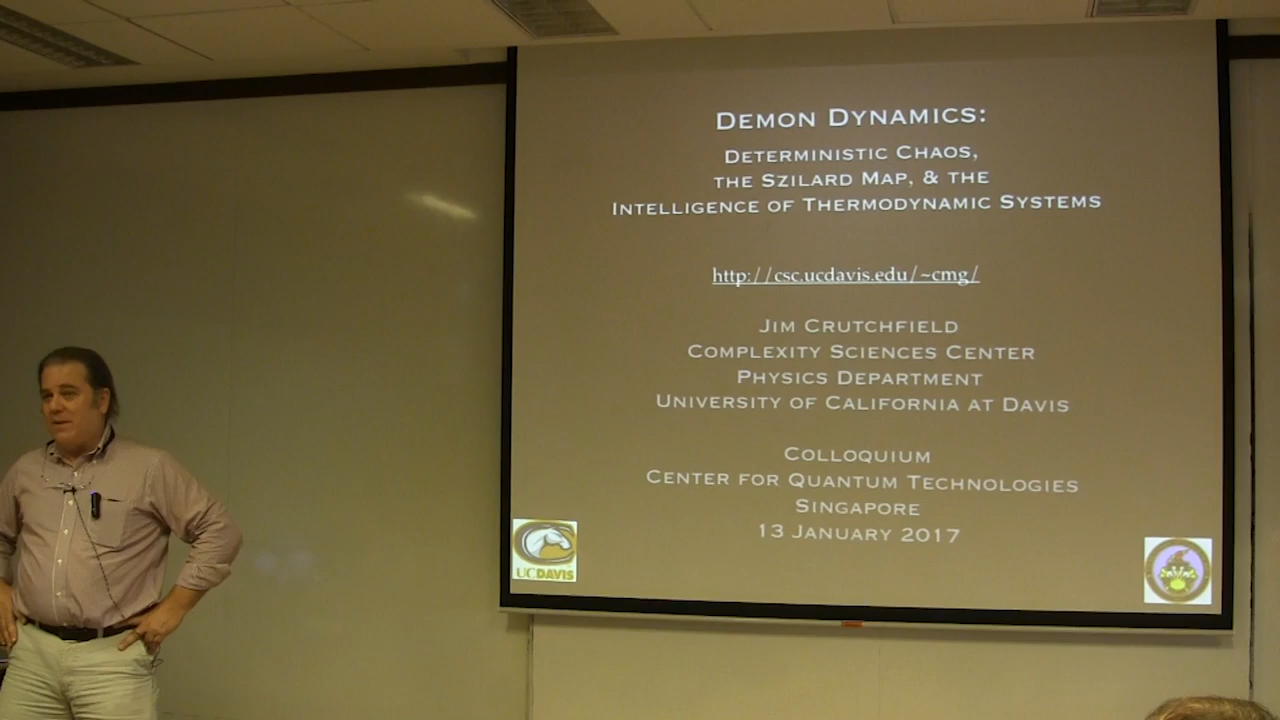 DEMON DYNAMICS:
DETERMINISTIC CHAOS,
THE SZILARD MAP, & THE
INTELLIGENCE OF THERMODYNAMIC SYSTEMS
http://csc.ucdavis.edu/~cmg/
JIM CRUTCHFIELD
COMPLEXITY SCIENCES CENTER
PHYSICS DEPARTMENT
UNIVERSITY OF CALIFORNIA AT DAVIS
COLLOQUIUM
CENTER FOR QUANTUM TECHNOLOGIES
SINGAPORE
13 JANUARY 2017
UCDAVIS